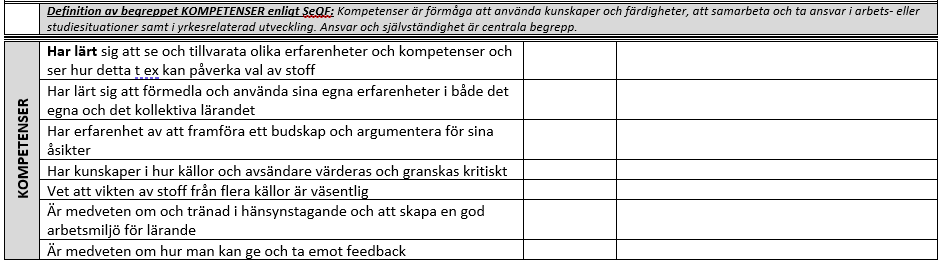 Definition av begreppet KOMPETENSER enligt SeQF: Kompetenser är förmåga att använda kunskaper och färdigheter, att samarbeta och ta ansvar i arbets- eller
studiesituationer samt i yrkesrelaterad utveckling. Ansvar och självständighet är centrala begrepp.
KOMPETENSER
Har lärt sig att se och tillvarata olika erfarenheter och kompetenser och
ser hur detta t ex kan påverka val av stoff
Har lärt sig att förmedla och använda sina egna erfarenheter i både det
egna och det kollektiva lärandet
Har erfarenhet av att framföra ett budskap och argumentera för sina
åsikter
Har kunskaper i hur källor och avsändare värderas och granskas kritiskt
Vet att vikten av stoff från flera källor är väsentlig
Är medveten om och tränad i hänsynstagande och att skapa en god
arbetsmiljö för lärande
Är medveten om hur man kan ge och ta emot feedback